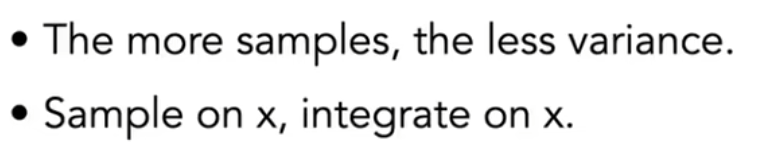 • The more samples, the less variance.
• Sample on x, integrate on x.